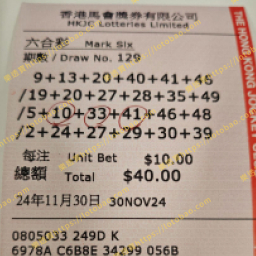 香港馬會獎券有限公司
HKJC Lotteries Limited
六合彩 Mark Six
期數 / Draw No. 129
9+13+20+40+41+46
/19+20+27+28+35+49
/5+10+33+41+46+48
/2+24+27+29+30+39
每注 Unit Bet $10.00
總額 Total $40.00
24年11月30日 30NOV24
0805033 249D K
6978A C6B8E 34299 056B
THE HONG KONG JOCKEY